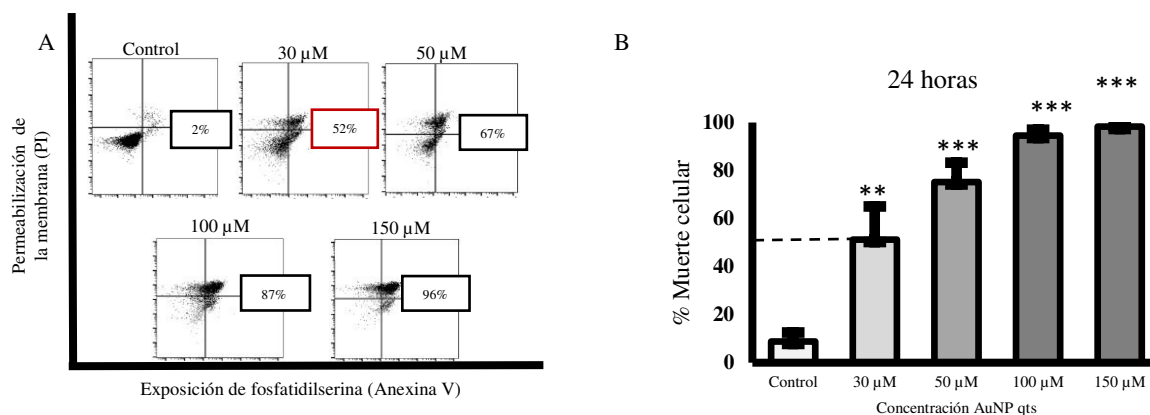 A
Control
30 µM
50 µM
2%
52%
67%
100 µM
150 µM
87%
96%
Permeabilización de
la membrana (PI)
Exposición de fosfatidilserina (Anexina V)
B
24 horas
***
***
***
**
% Muerte celular
100
80
60
40
20
0
Control
30 µM
50 µM
100 µM
150 µM
Concentración AuNP qts